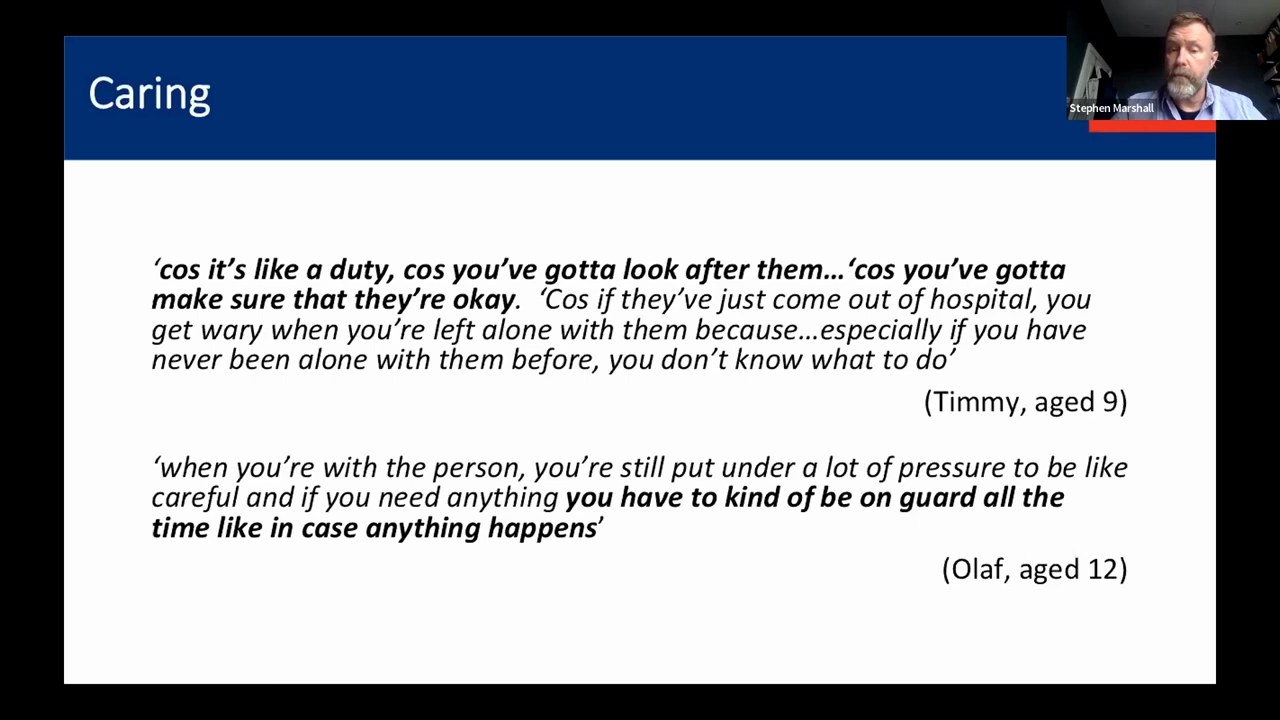 Caring
Stephen Marshall
‘cos it’s like a duty, cos you’ve gotta look after them…‘cos you’ve gotta
make sure that they’re okay.  ‘Cos if they’ve just come out of hospital, you
get wary when you’re left alone with them because…especially if you have
never been alone with them before, you don’t know what to do’
(Timmy, aged 9)
‘when you’re with the person, you’re still put under a lot of pressure to be like
careful and if you need anything you have to kind of be on guard all the
time like in case anything happens’
(Olaf, aged 12)